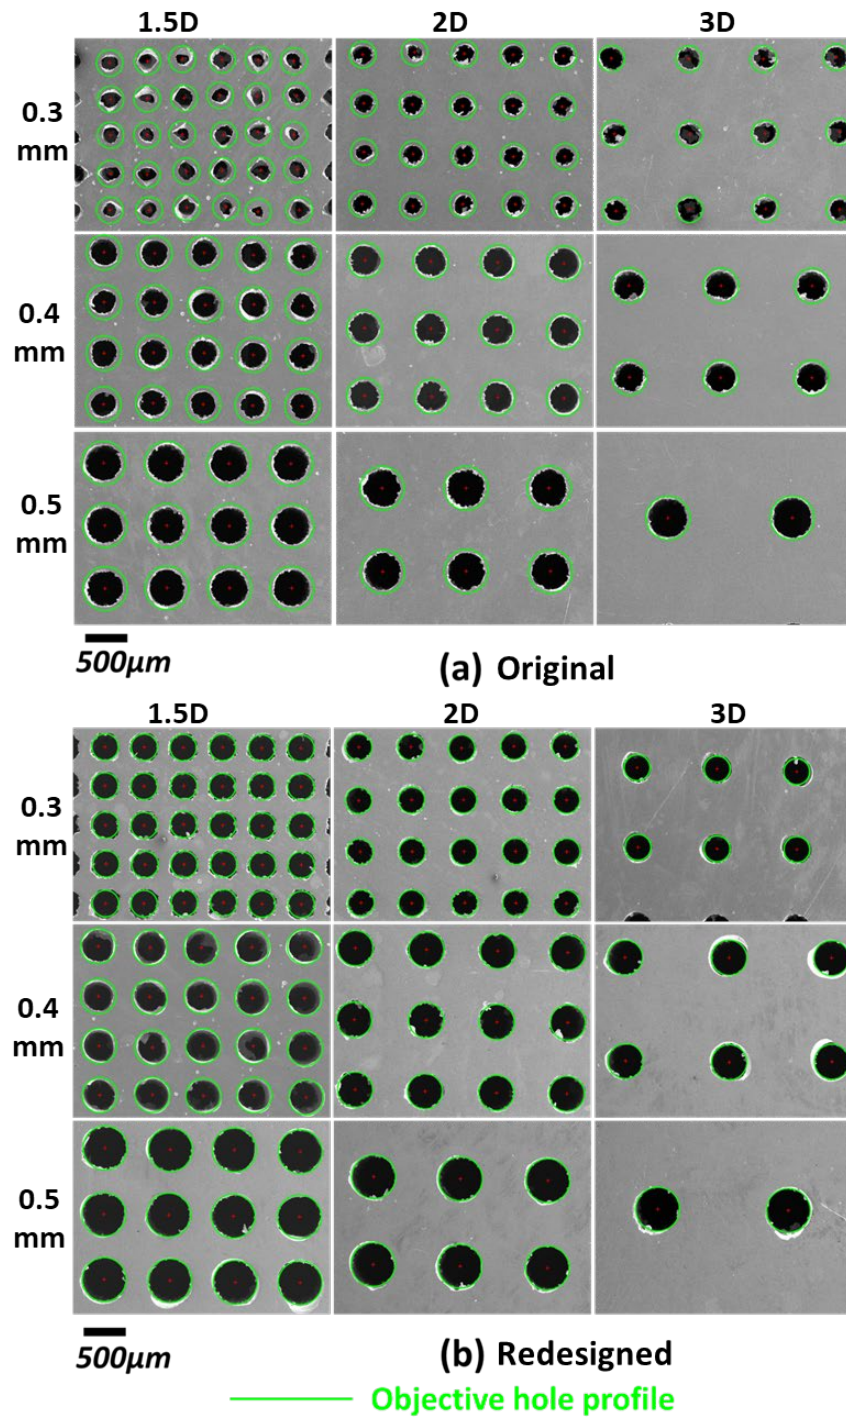 1.5D 2D 3D
0.3
mm
0.4
mm
0.5
mm
500μm
(a) Original
1.5D 2D 3D
0.3
mm
0.4
mm
0.5
mm
500μm
(b) Redesigned
Objective hole profile